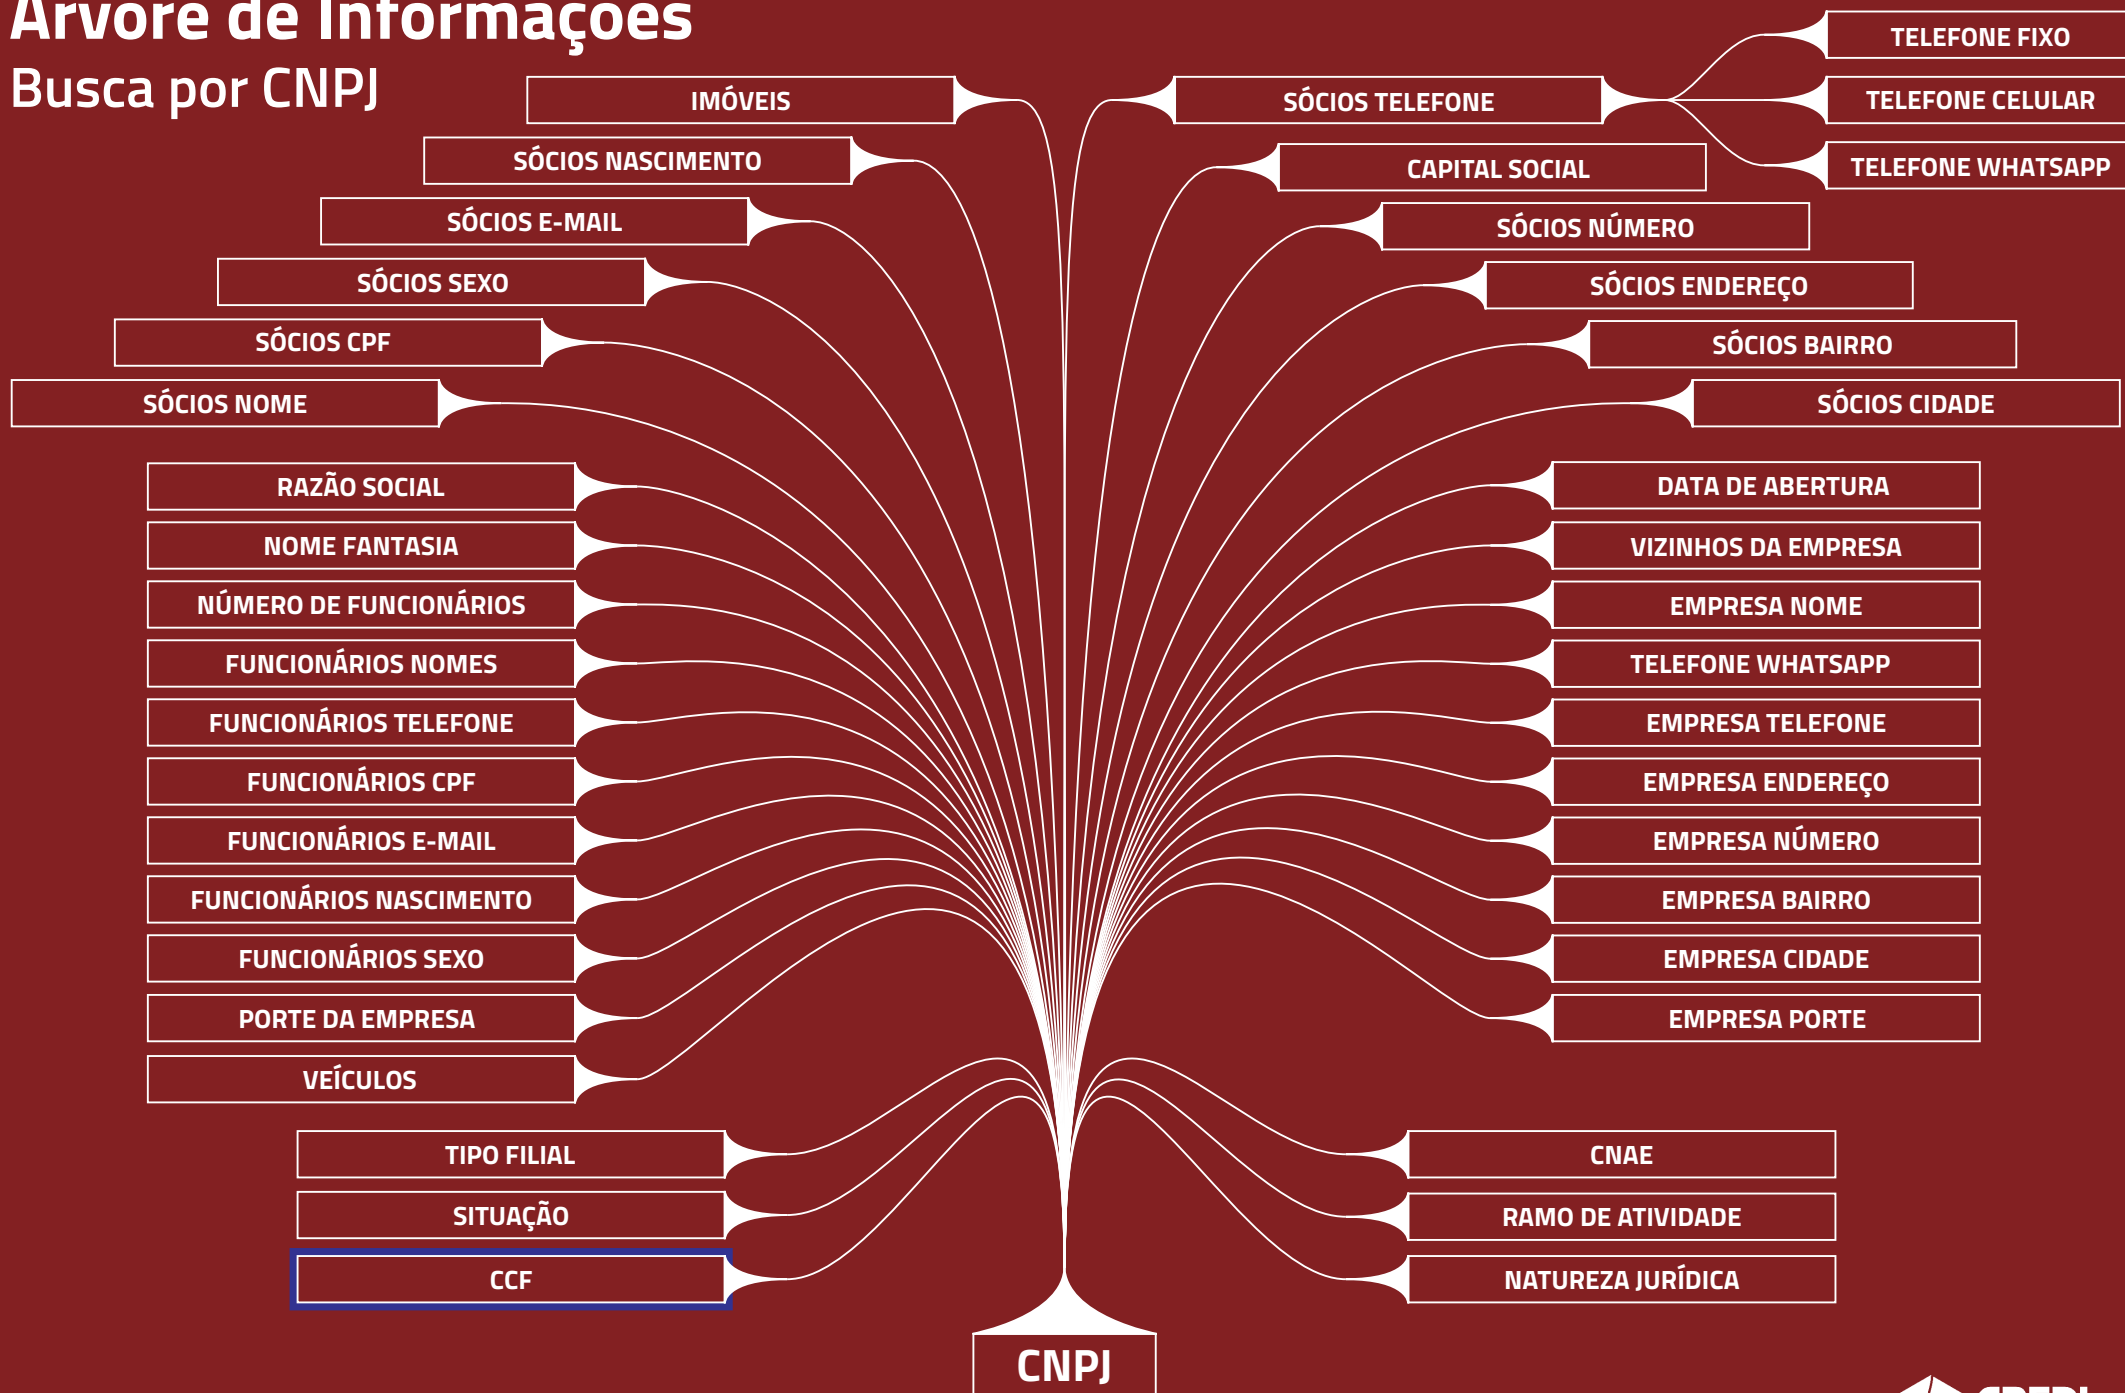 Árvore de Informações
Busca por CNPJ
IMÓVEIS
SÓCIOS NASCIMENTO
SÓCIOS E-MAIL
SÓCIOS SEXO
SÓCIOS CPF
SÓCIOS NOME
RAZÃO SOCIAL
NOME FANTASIA
NÚMERO DE FUNCIONÁRIOS
FUNCIONÁRIOS NOMES
FUNCIONÁRIOS TELEFONE
FUNCIONÁRIOS CPF
FUNCIONÁRIOS E-MAIL
FUNCIONÁRIOS NASCIMENTO
FUNCIONÁRIOS SEXO
PORTE DA EMPRESA
VEÍCULOS
TIPO FILIAL
SITUAÇÃO
CCF
SÓCIOS TELEFONE
TELEFONE FIXO
TELEFONE CELULAR
TELEFONE WHATSAPP
CAPITAL SOCIAL
SÓCIOS NÚMERO
SÓCIOS ENDEREÇO
SÓCIOS BAIRRO
SÓCIOS CIDADE
DATA DE ABERTURA
VIZINHOS DA EMPRESA
EMPRESA NOME
TELEFONE WHATSAPP
EMPRESA TELEFONE
EMPRESA ENDEREÇO
EMPRESA NÚMERO
EMPRESA BAIRRO
EMPRESA CIDADE
EMPRESA PORTE
CNAE
RAMO DE ATIVIDADE
NATUREZA JURÍDICA
CNPJ